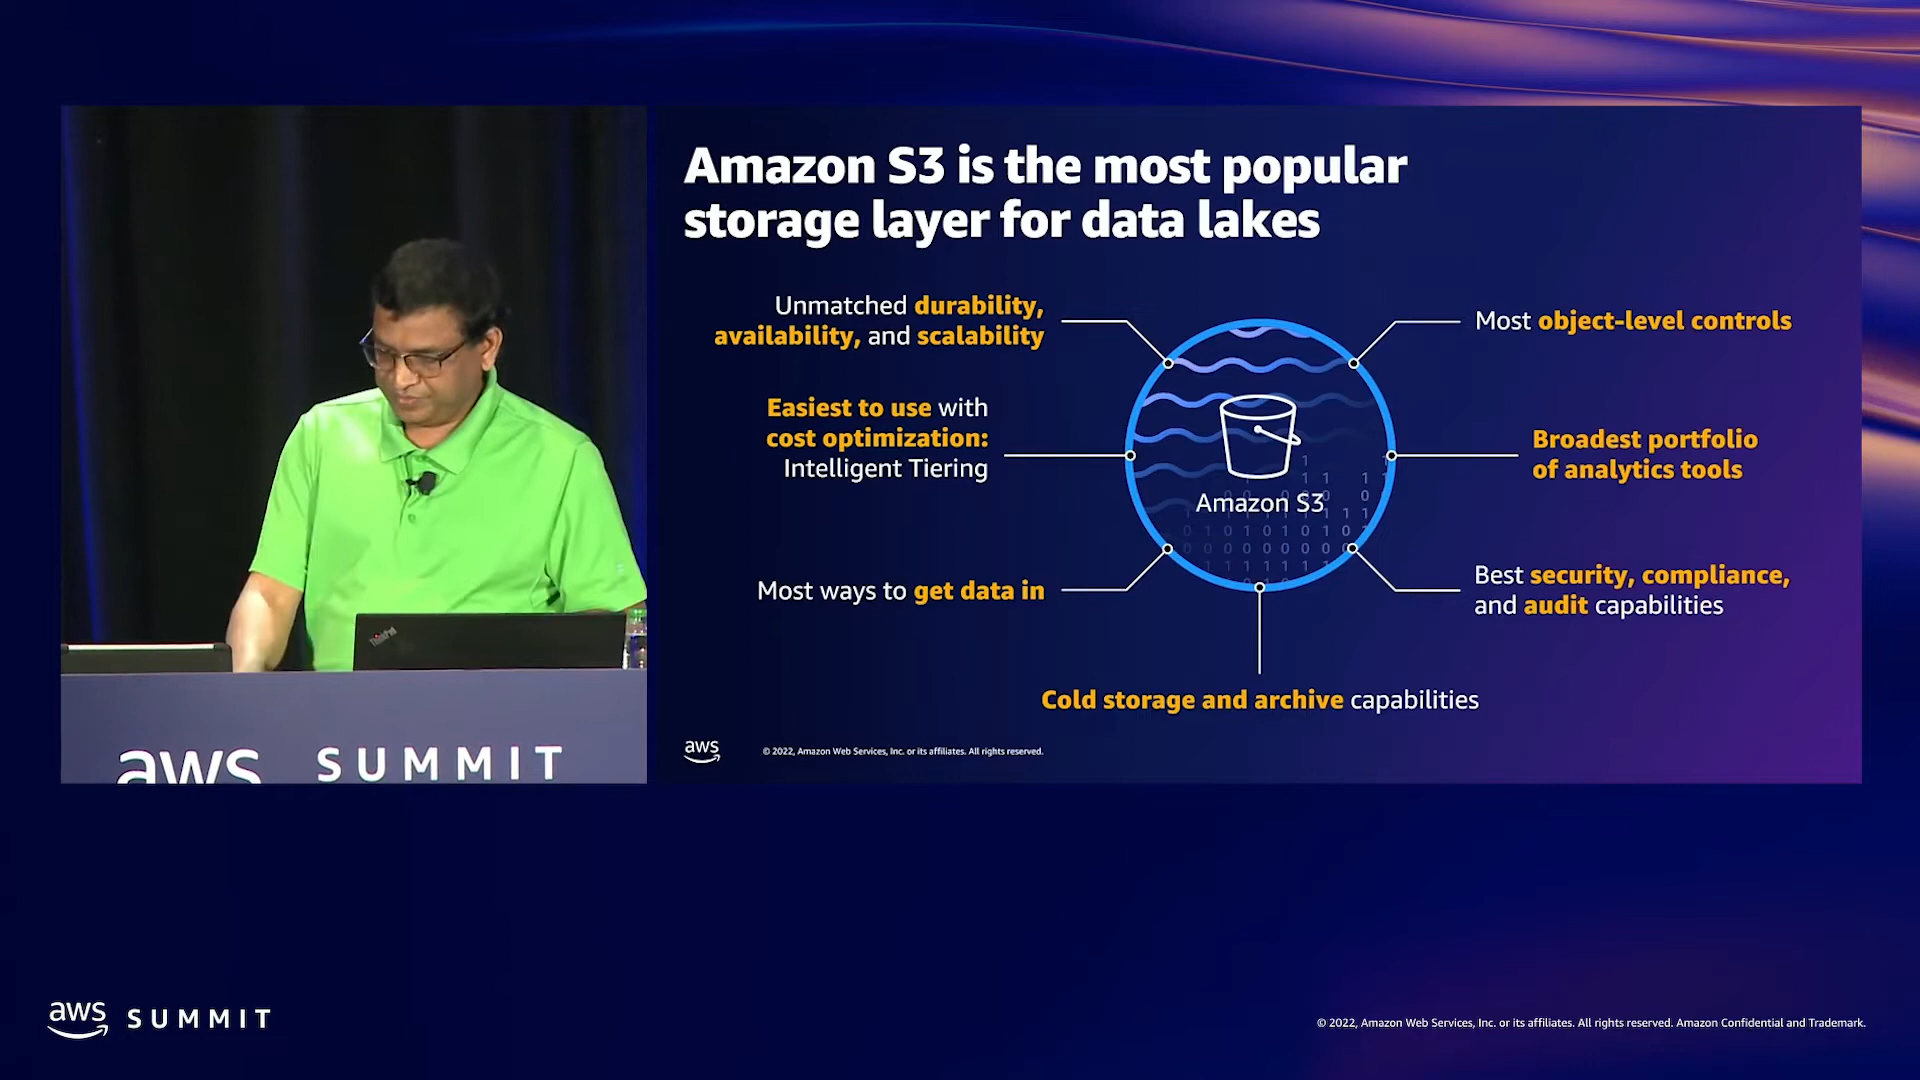 Amazon S3 is the most popular
storage layer for data lakes
Unmatched durability,
availability, and scalability
Easiest to use with
cost optimization:
Intelligent Tiering
Most ways to get data in
Most object-level controls
Broadest portfolio
of analytics tools
Best security, compliance,
and audit capabilities
Cold storage and archive capabilities
Amazon S3
aws
© 2022, Amazon Web Services, Inc. or its affiliates. All rights reserved.
ThinkPad
aws SUMMIT
aws SUMMIT
© 2022, Amazon Web Services, Inc. or its affiliates. All rights reserved. Amazon Confidential and Trademark.